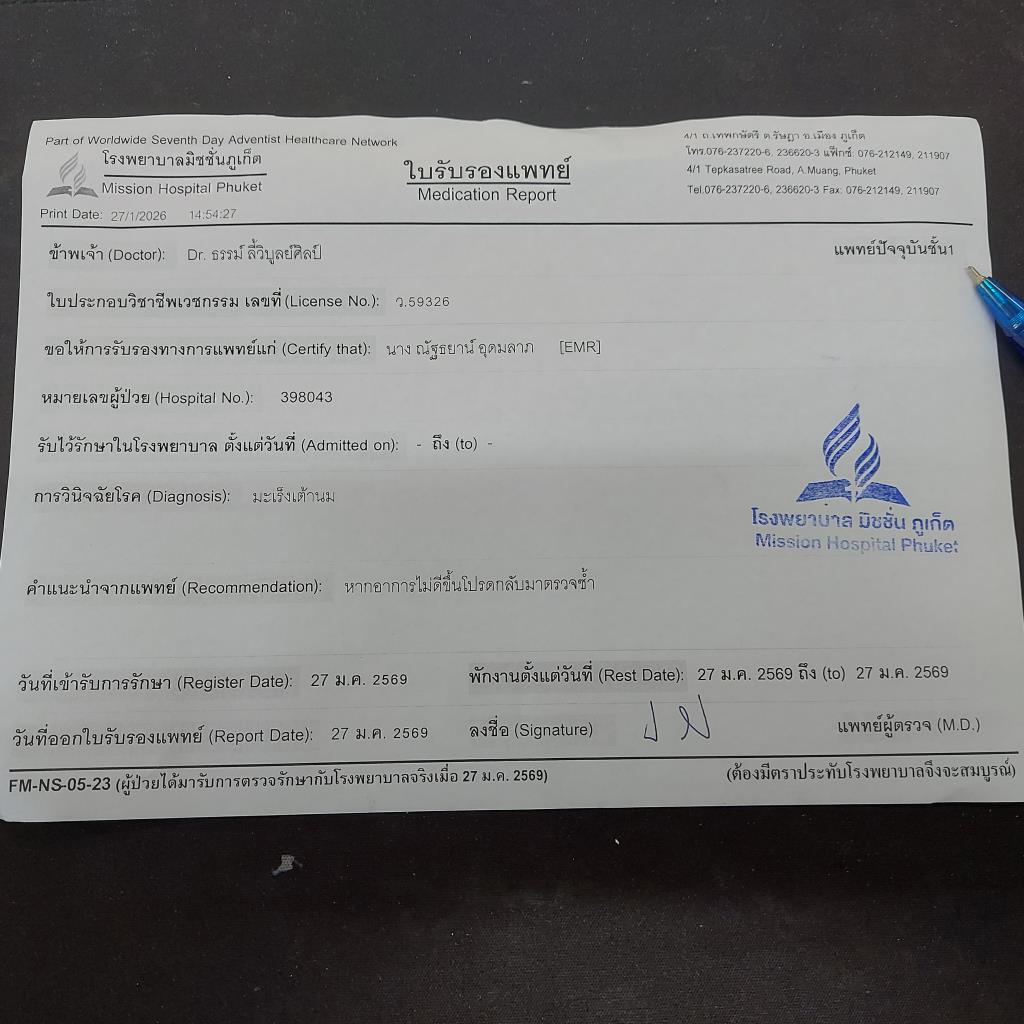 Part of Worldwide Seventh Day Adventist Healthcare Network
โรงพยาบาลมิชชั่นภูเก็ต
Mission Hospital Phuket
Print Date: 27/1/2026 14:54:27
ใบรับรองแพทย์
Medication Report
4/1 ถ.เทพกษัตรี ต.รัษฎา อ.เมือง ภูเก็ต
โทร.076-237220-6, 236620-3 แฟ็กซ์: 076-212149, 211907
4/1 Tepkasatree Road, A.Muang, Phuket
Tel.076-237220-6, 236620-3 Fax: 076-212149, 211907
ข้าพเจ้า (Doctor): Dr. ธรรม์ ลี้วิบูลย์ศิลป์ แพทย์ปัจจุบันชั้น1
ใบประกอบวิชาชีพเวชกรรม เลขที่ (License No.): ว.59326
ขอให้การรับรองทางการแพทย์แก่ (Certify that): นาง ณัฐธยาน์ อุดมลาภ [EMR]
หมายเลขผู้ป่วย (Hospital No.): 398043
รับไว้รักษาในโรงพยาบาล ตั้งแต่วันที่ (Admitted on): - ถึง (to) -
การวินิจฉัยโรค (Diagnosis): มะเร็งเต้านม
โรงพยาบาล มิชชั่น ภูเก็ต
Mission Hospital Phuket
คำแนะนำจากแพทย์ (Recommendation): หากอาการไม่ดีขึ้นโปรดกลับมาตรวจซ้ำ
วันที่เข้ารับการรักษา (Register Date): 27 ม.ค. 2569 พักงานตั้งแต่วันที่ (Rest Date): 27 ม.ค. 2569 ถึง (to) 27 ม.ค. 2569
วันที่ออกใบรับรองแพทย์ (Report Date): 27 ม.ค. 2569 ลงชื่อ (Signature) แพทย์ผู้ตรวจ (M.D.)
FM-NS-05-23 (ผู้ป่วยได้มารับการตรวจรักษากับโรงพยาบาลจริงเมื่อ 27 ม.ค. 2569) (ต้องมีตราประทับโรงพยาบาลจึงจะสมบูรณ์)